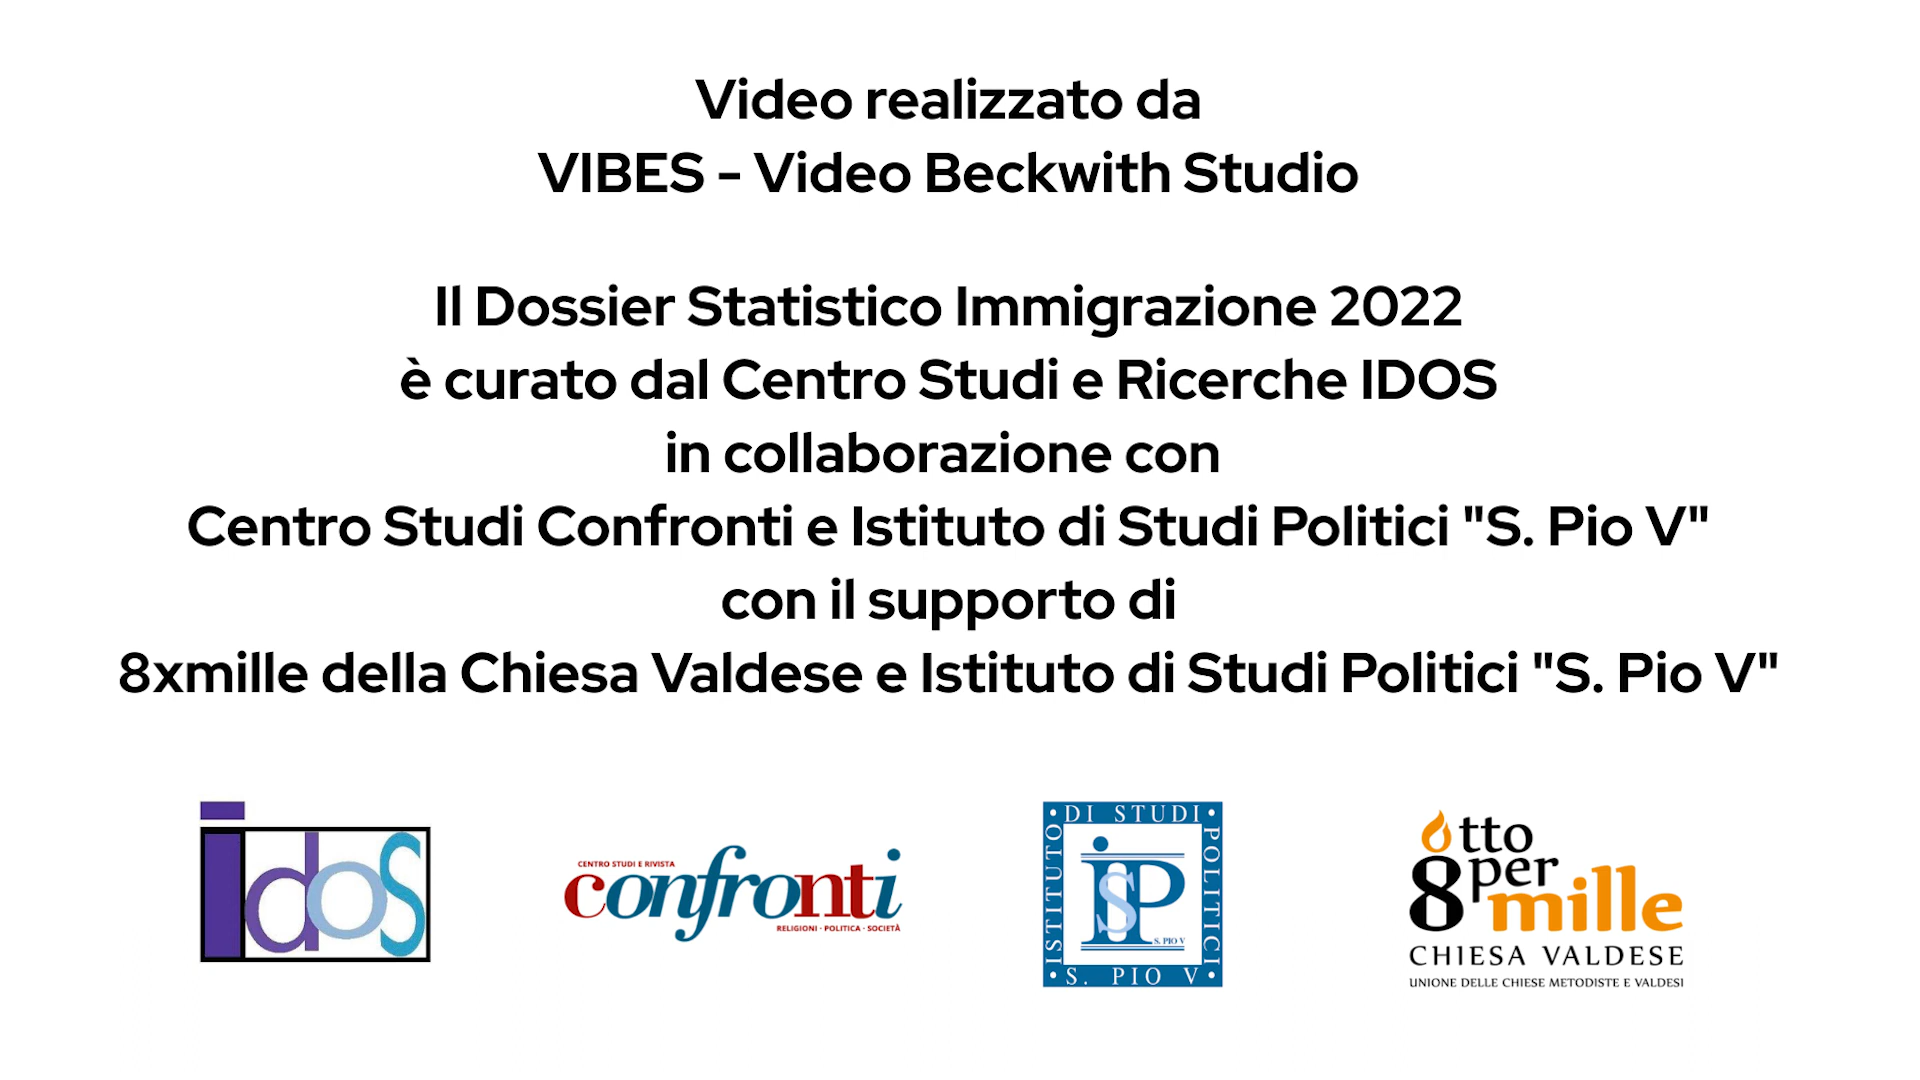 Video realizzato da
VIBES - Video Beckwith Studio
Il Dossier Statistico Immigrazione 2022
è curato dal Centro Studi e Ricerche IDOS
in collaborazione con
Centro Studi Confronti e Istituto di Studi Politici "S. Pio V"
con il supporto di
8xmille della Chiesa Valdese e Istituto di Studi Politici "S. Pio V"
idos
CENTRO STUDI E RIVISTA
confronti
RELIGIONI · POLITICA · SOCIETÀ
ISTITUTO · DI STUDI · POLITICI
iSP
S. PIO V
· S. PIO V ·
otto
8 per
mille
CHIESA VALDESE
UNIONE DELLE CHIESE METODISTE E VALDESI